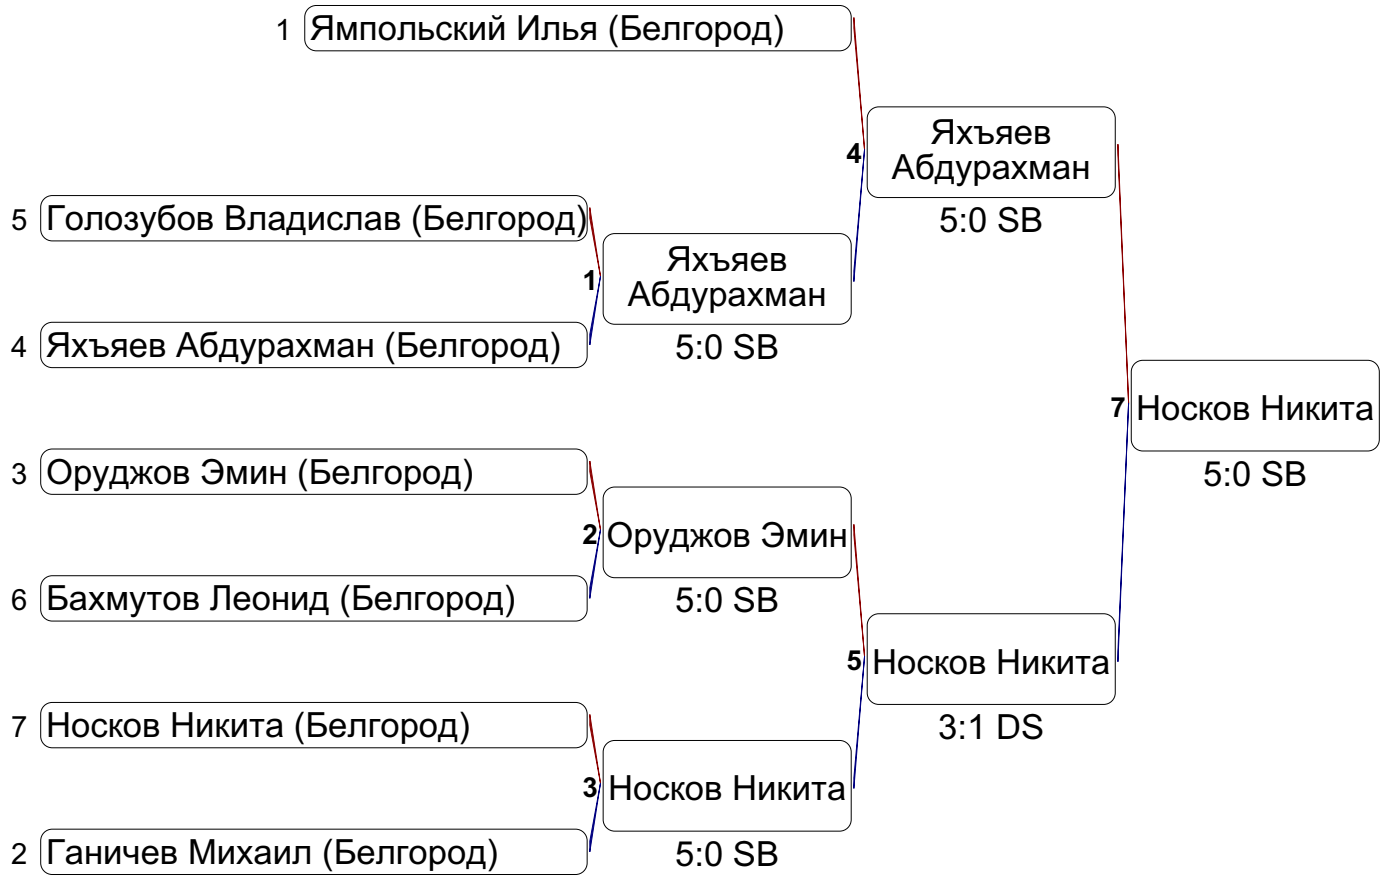 1 Ямпольский Илья (Белгород)
Яхъяев
4 Абдурахман
5:0 SB
5 Голозубов Владислав (Белгород)
Яхъяев
1 Абдурахман
5:0 SB
4 Яхъяев Абдурахман (Белгород)
7 Носков Никита
5:0 SB
3 Оруджов Эмин (Белгород)
2 Оруджов Эмин
5:0 SB
6 Бахмутов Леонид (Белгород)
5 Носков Никита
3:1 DS
7 Носков Никита (Белгород)
3 Носков Никита
5:0 SB
2 Ганичев Михаил (Белгород)